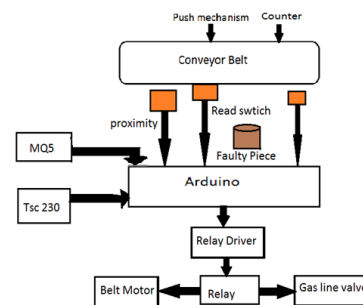 Push mechanism
Counter
Conveyor Belt
proximity
Read swtich
Faulty Piece
MQ5
Arduino
Tsc 230
Relay Driver
Belt Motor
Relay
Gas line valve